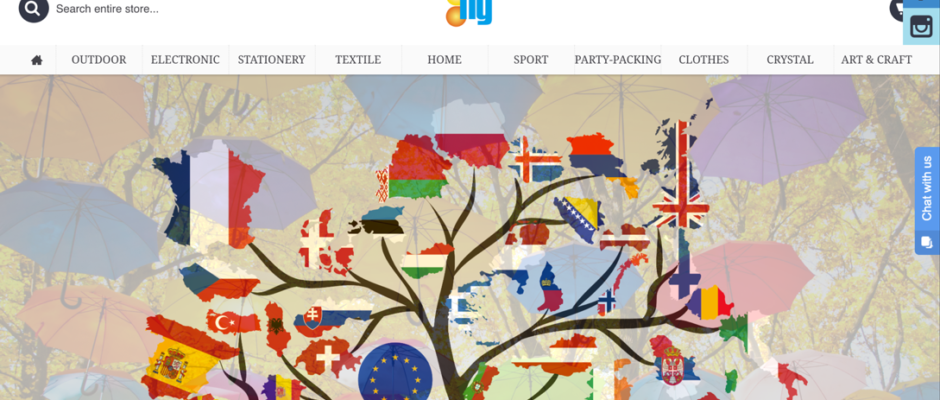 Search entire store...
OUTDOOR ELECTRONIC STATIONERY TEXTILE HOME SPORT PARTY-PACKING CLOTHES CRYSTAL ART & CRAFT
Chat with us